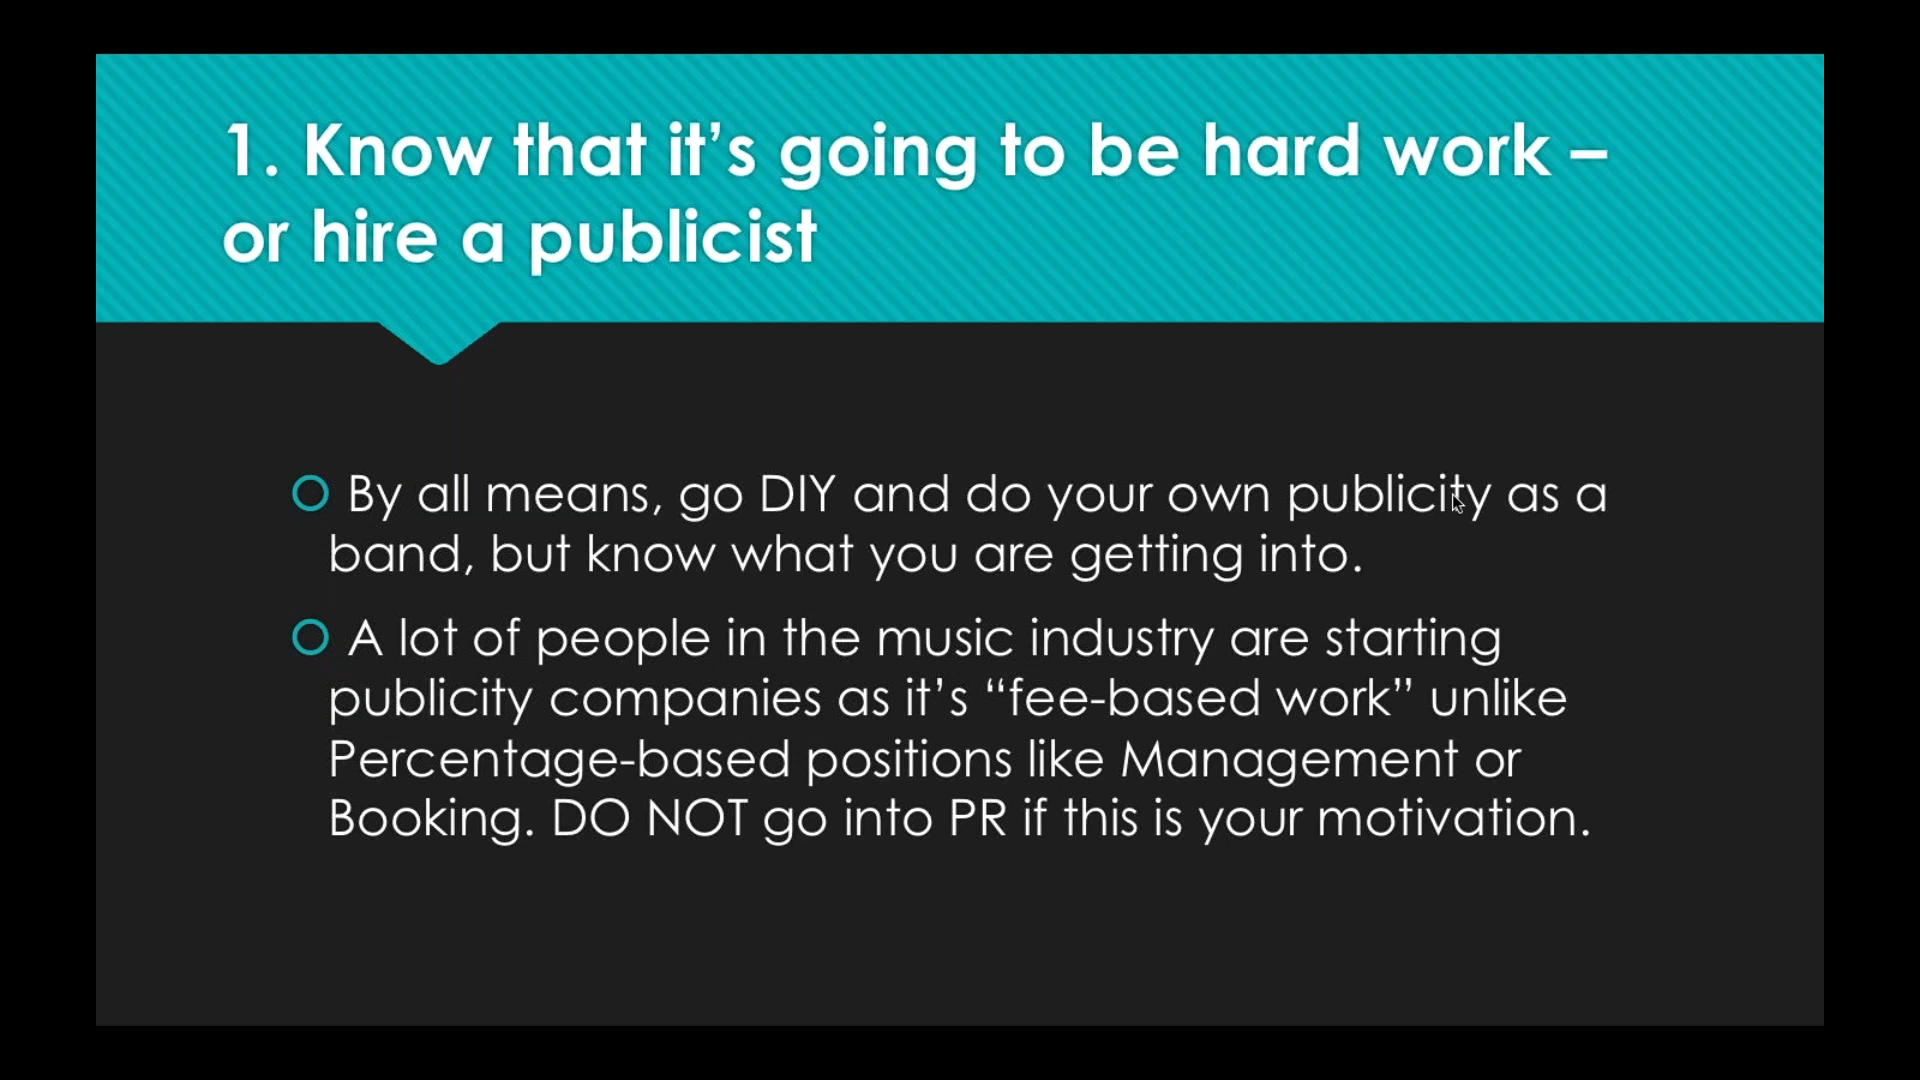 1. Know that it’s going to be hard work –
or hire a publicist
By all means, go DIY and do your own publicity as a
band, but know what you are getting into.
A lot of people in the music industry are starting
publicity companies as it’s “fee-based work” unlike
Percentage-based positions like Management or
Booking. DO NOT go into PR if this is your motivation.